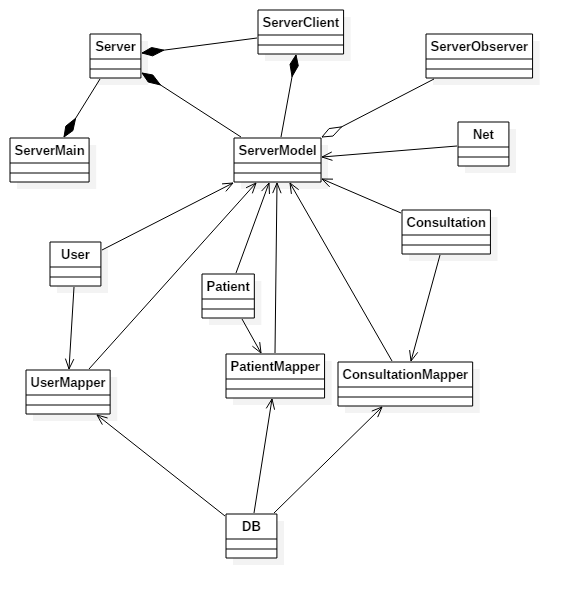 ServerClient
Server
ServerObserver
Net
ServerMain
ServerModel
Consultation
User
Patient
PatientMapper
ConsultationMapper
UserMapper
DB